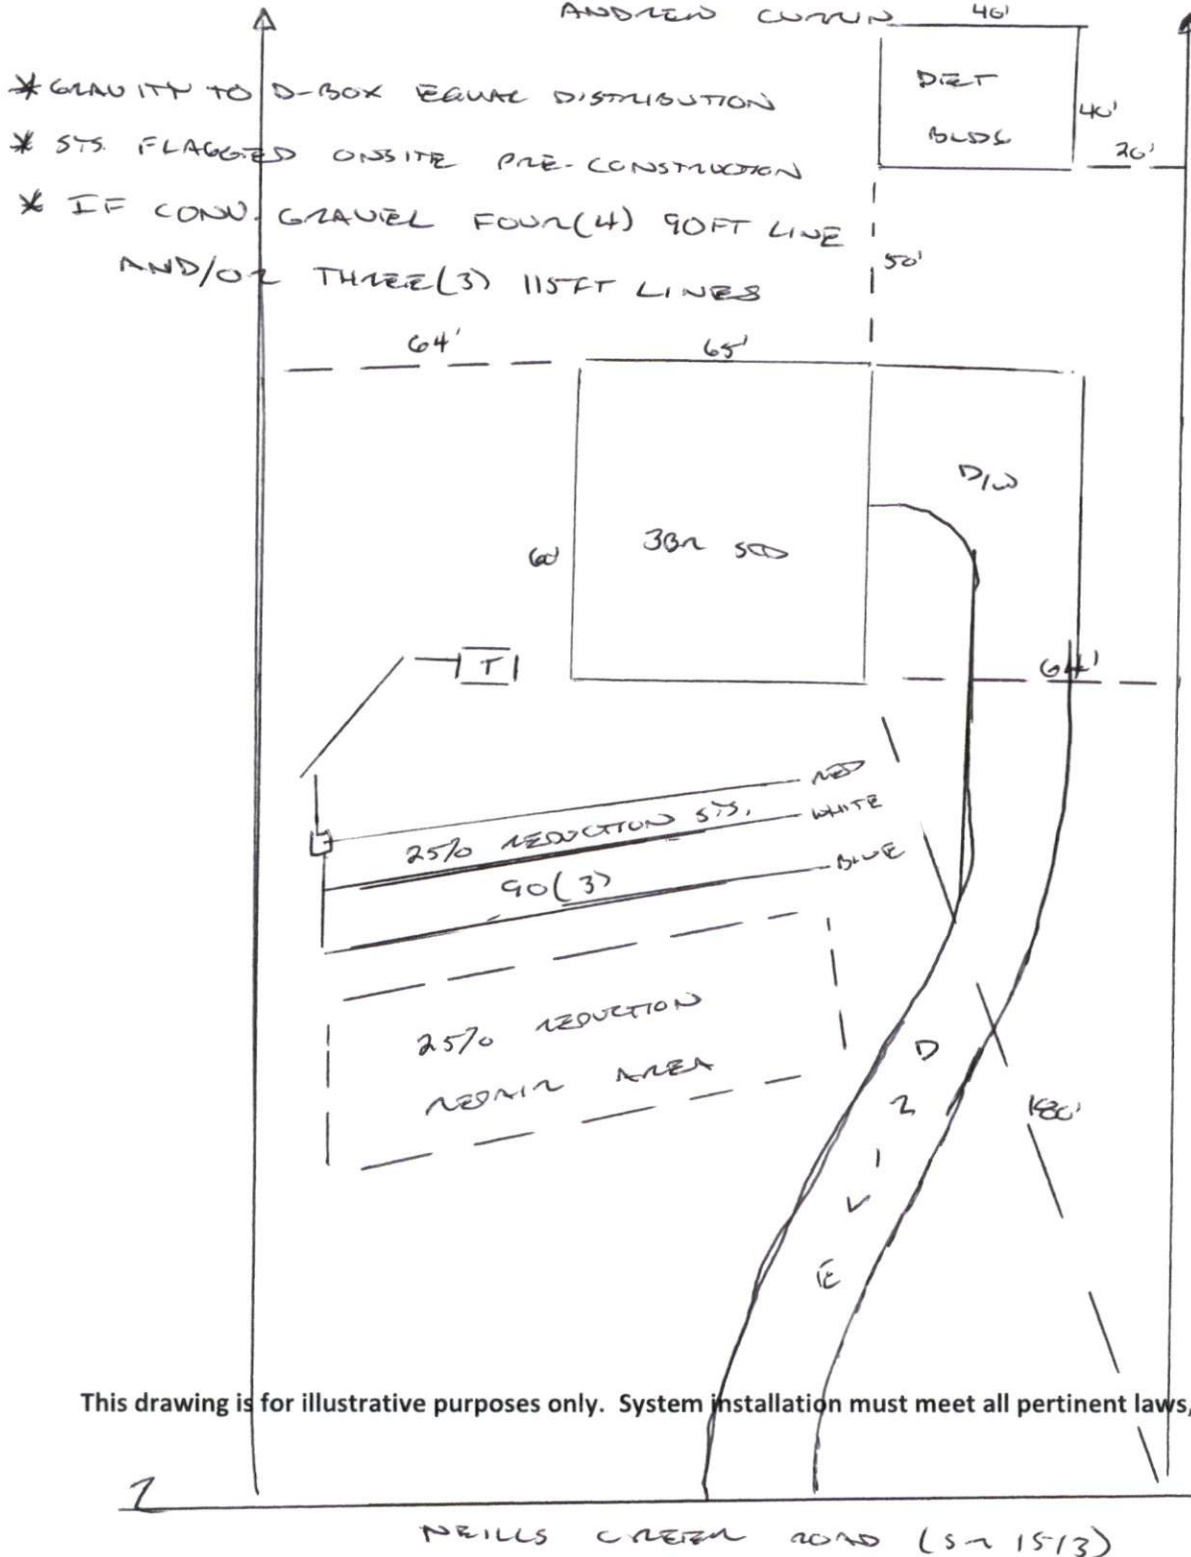 ANDREW CURRIN
40'
* GRAVITY TO D-BOX EQUAL DISTRIBUTION
DET
BLDG
40'
* SYS. FLAGGED ONSITE PRE-CONSTRUCTION
20'
* IF CONV. GRAVEL FOUR(4) 90FT LINE
AND/OR THREE(3) 115FT LINES
50'
64'
65'
D/W
60'
3BR SFD
T
64'
RED
25% REDUCTION SYS.
WHITE
90(3)
BLUE
25% REDUCTION
REPAIR AREA
DRIVE
180'
This drawing is for illustrative purposes only. System installation must meet all pertinent laws,
NEILLS CREEK ROAD (SR 1513)